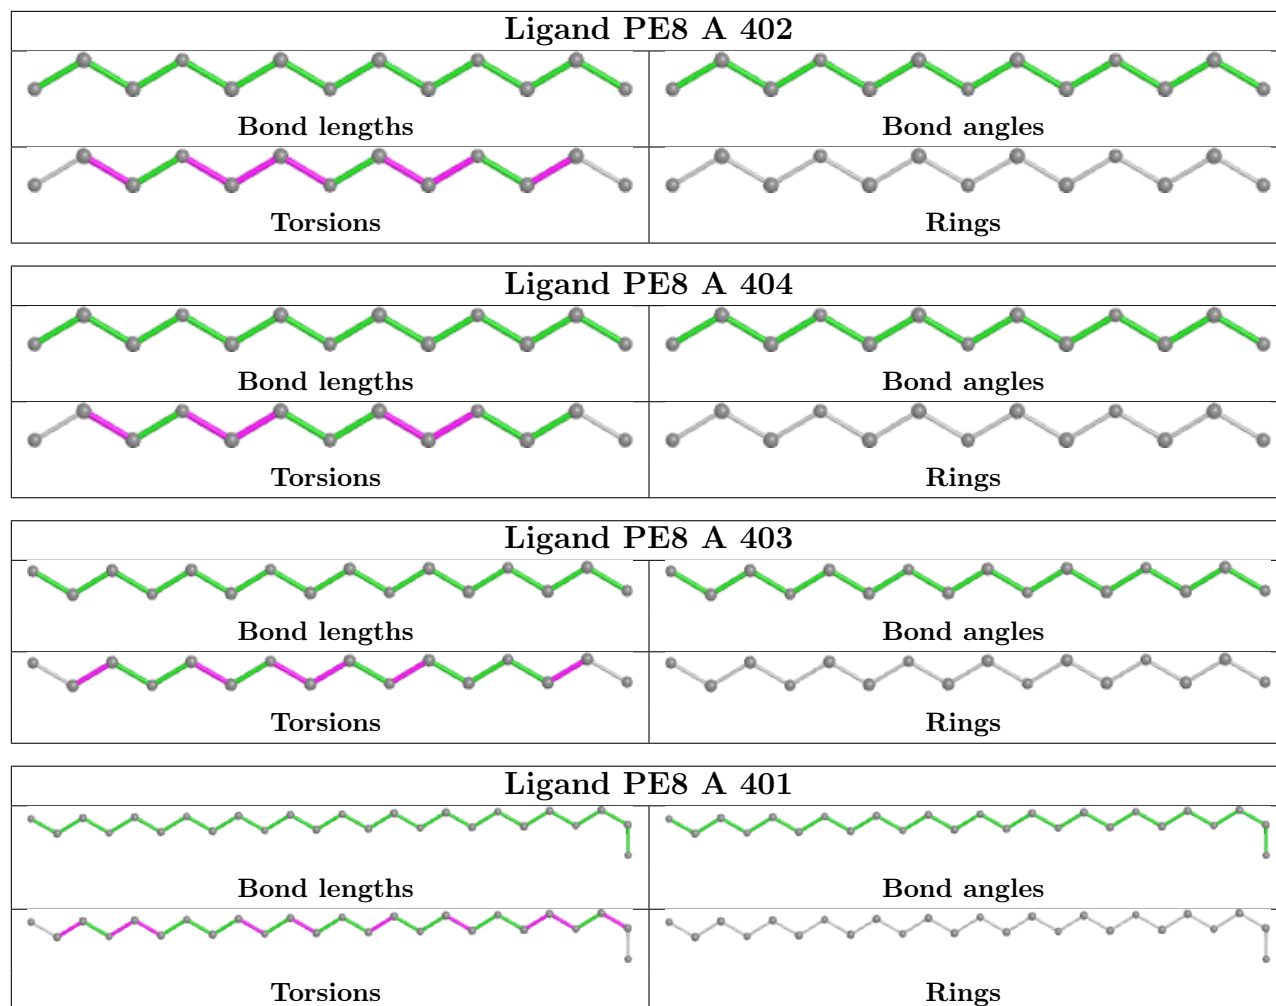 Ligand PE8 A 402
Bond lengths
Bond angles
Torsions
Rings
Ligand PE8 A 404
Bond lengths
Bond angles
Torsions
Rings
Ligand PE8 A 403
Bond lengths
Bond angles
Torsions
Rings
Ligand PE8 A 401
Bond lengths
Bond angles
Torsions
Rings